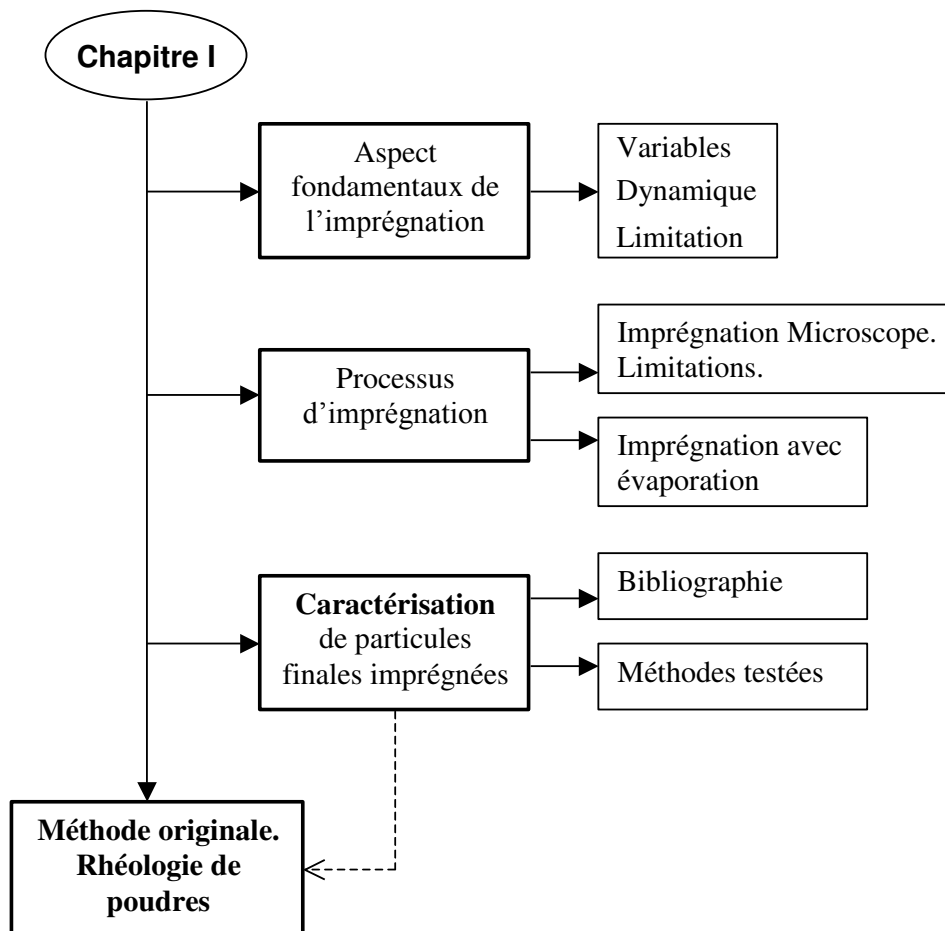 Chapitre I
Aspect
fondamentaux de
l’imprégnation
Variables
Dynamique
Limitation
Processus
d’imprégnation
Imprégnation Microscope.
Limitations.
Imprégnation avec
évaporation
Caractérisation
de particules
finales imprégnées
Bibliographie
Méthodes testées
Méthode originale.
Rhéologie de
poudres